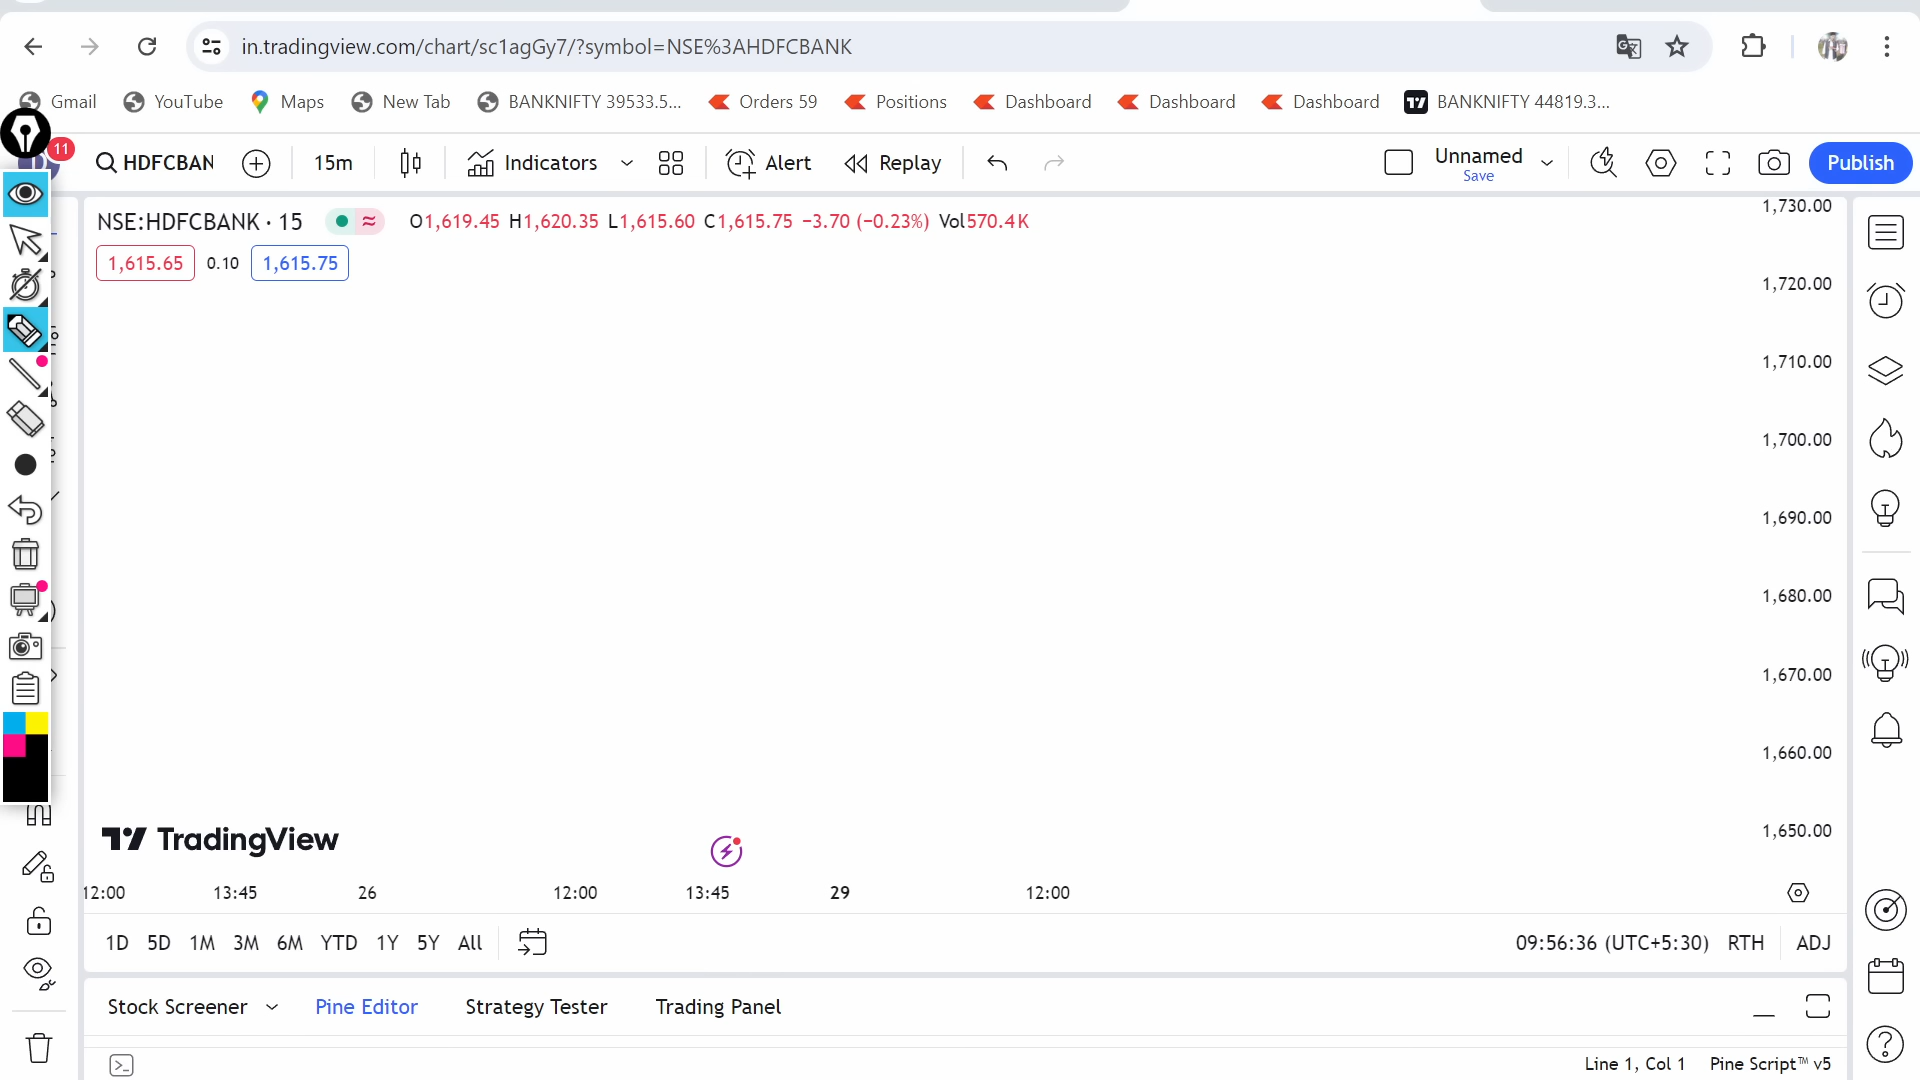 in.tradingview.com/chart/sc1agGy7/?symbol=NSE%3AHDFCBANK
Gmail YouTube Maps New Tab BANKNIFTY 39533.5... Orders 59 Positions Dashboard Dashboard Dashboard BANKNIFTY 44819.3...
11
HDFCBAN 15m Indicators Alert Replay Unnamed Save Publish
NSE:HDFCBANK · 15 O1,619.45 H1,620.35 L1,615.60 C1,615.75 −3.70 (−0.23%) Vol570.4K
1,615.65 0.10 1,615.75
1,730.00
1,720.00
1,710.00
1,700.00
1,690.00
1,680.00
1,670.00
1,660.00
1,650.00
TradingView
12:00 13:45 26 12:00 13:45 29 12:00
1D 5D 1M 3M 6M YTD 1Y 5Y All 09:56:36 (UTC+5:30) RTH ADJ
Stock Screener Pine Editor Strategy Tester Trading Panel
Line 1, Col 1 Pine Script™ v5